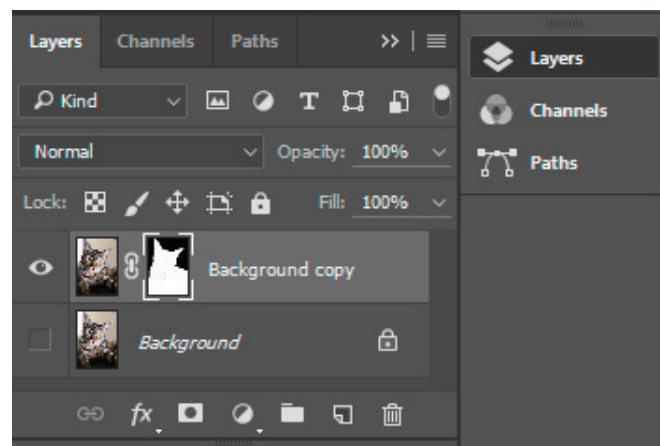 Layers Channels Paths
Kind
Normal Opacity: 100%
Lock: Fill: 100%
Background copy
Background
fx
Layers
Channels
Paths